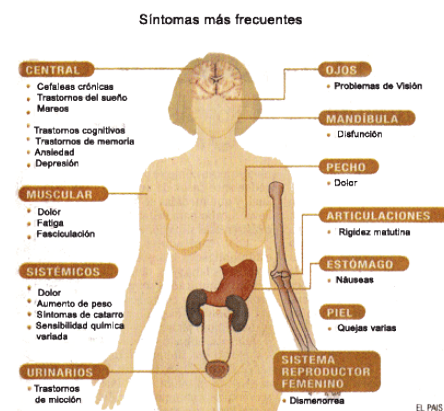 Síntomas más frecuentes
CENTRAL
Cefaleas crónicas
Trastornos del sueño
Mareos
Trastornos cognitivos
Trastornos de memoria
Ansiedad
Depresión
MUSCULAR
Dolor
Fatiga
Fasciculación
SISTÉMICOS
Dolor
Aumento de peso
Síntomas de catarro
Sensibilidad química
variada
URINARIOS
Trastornos
de micción
OJOS
Problemas de Visión
MANDÍBULA
Disfunción
PECHO
Dolor
ARTICULACIONES
Rigidez matutina
ESTÓMAGO
Náuseas
PIEL
Quejas varias
SISTEMA
REPRODUCTOR
FEMENINO
Dismenorrea
EL PAIS